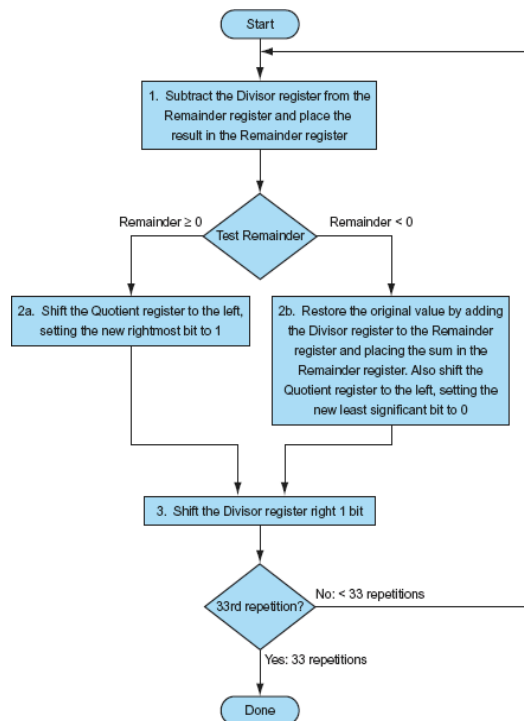 Start
1. Subtract the Divisor register from the
Remainder register and place the
result in the Remainder register
Remainder ≥ 0
Remainder < 0
Test Remainder
2a. Shift the Quotient register to the left,
setting the new rightmost bit to 1
2b. Restore the original value by adding
the Divisor register to the Remainder
register and placing the sum in the
Remainder register. Also shift the
Quotient register to the left, setting the
new least significant bit to 0
3. Shift the Divisor register right 1 bit
33rd repetition?
No: < 33 repetitions
Yes: 33 repetitions
Done